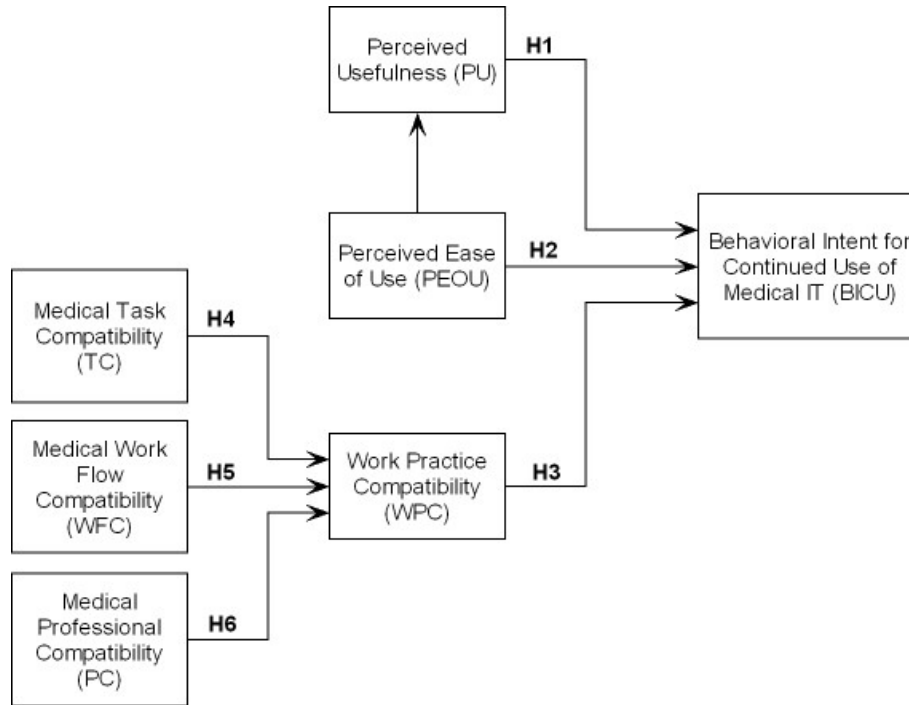 Perceived
Usefulness (PU)
H1
Perceived Ease
of Use (PEOU)
H2
Behavioral Intent for
Continued Use of
Medical IT (BICU)
Medical Task
Compatibility
(TC)
H4
Medical Work
Flow
Compatibility
(WFC)
H5
Work Practice
Compatibility
(WPC)
H3
Medical
Professional
Compatibility
(PC)
H6